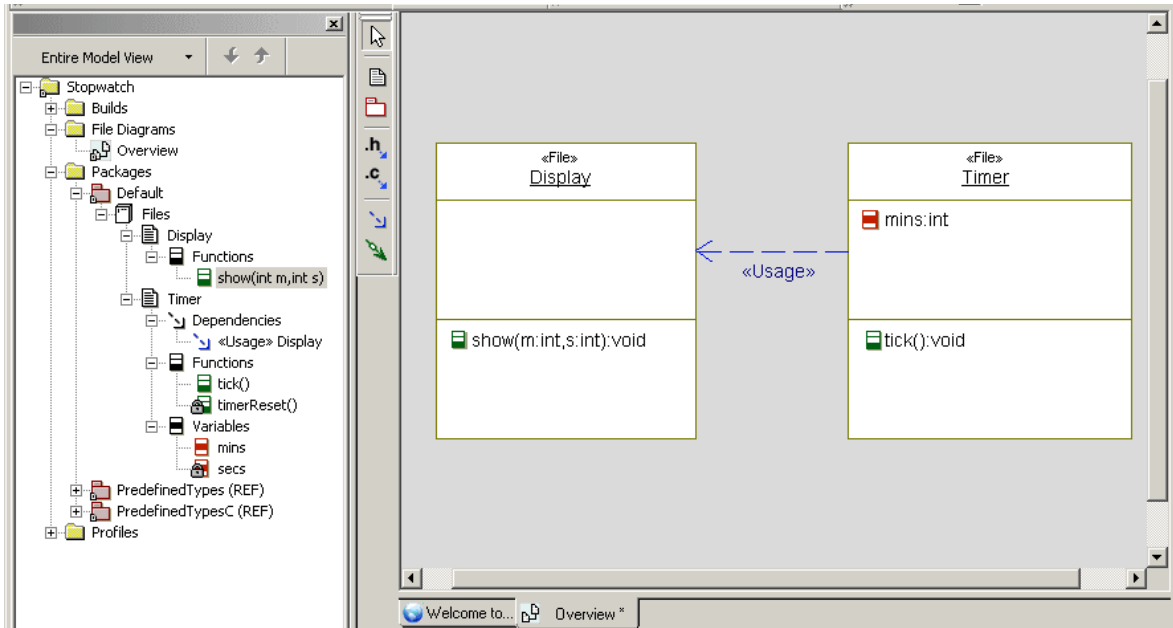 Entire Model View
Stopwatch
Builds
File Diagrams
Overview
Packages
Default
Files
Display
Functions
show(int m,int s)
Timer
Dependencies
«Usage» Display
Functions
tick()
timerReset()
Variables
mins
secs
PredefinedTypes (REF)
PredefinedTypesC (REF)
Profiles
.h
.c
«File»
Display
show(m:int,s:int):void
«Usage»
«File»
Timer
mins:int
tick():void
Welcome to...
Overview *